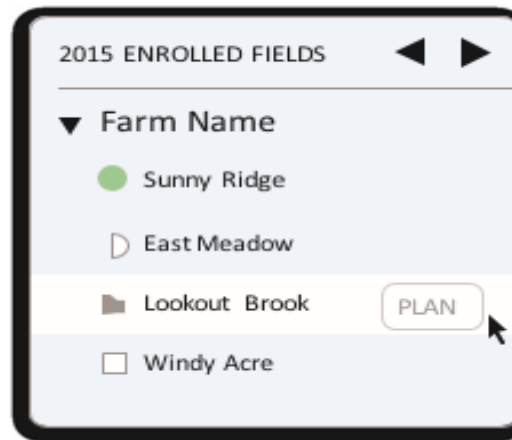 2015 ENROLLED FIELDS
Farm Name
Sunny Ridge
East Meadow
Lookout Brook PLAN
Windy Acre